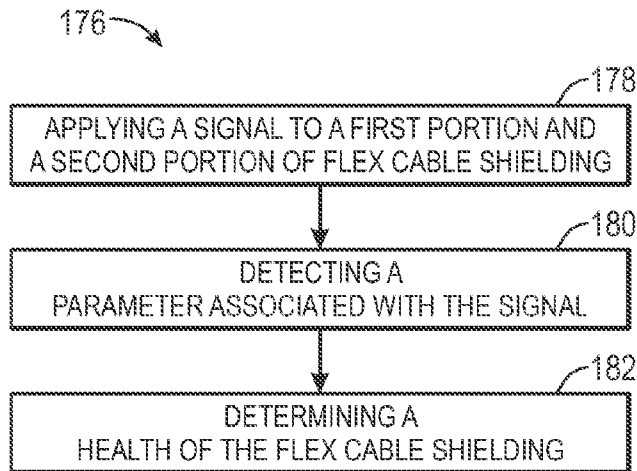 176
178
APPLYING A SIGNAL TO A FIRST PORTION AND
A SECOND PORTION OF FLEX CABLE SHIELDING
180
DETECTING A
PARAMETER ASSOCIATED WITH THE SIGNAL
182
DETERMINING A
HEALTH OF THE FLEX CABLE SHIELDING